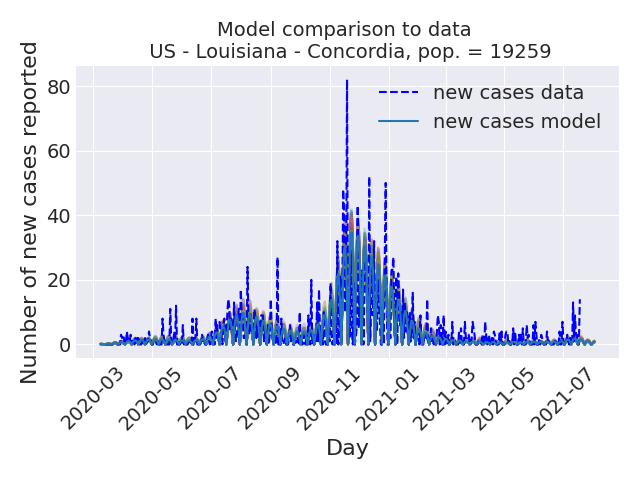 Model comparison to data
US - Louisiana - Concordia, pop. = 19259
new cases data
new cases model
Number of new cases reported
80
60
40
20
0
2020-03
2020-05
2020-07
2020-09
2020-11
2021-01
2021-03
2021-05
2021-07
Day